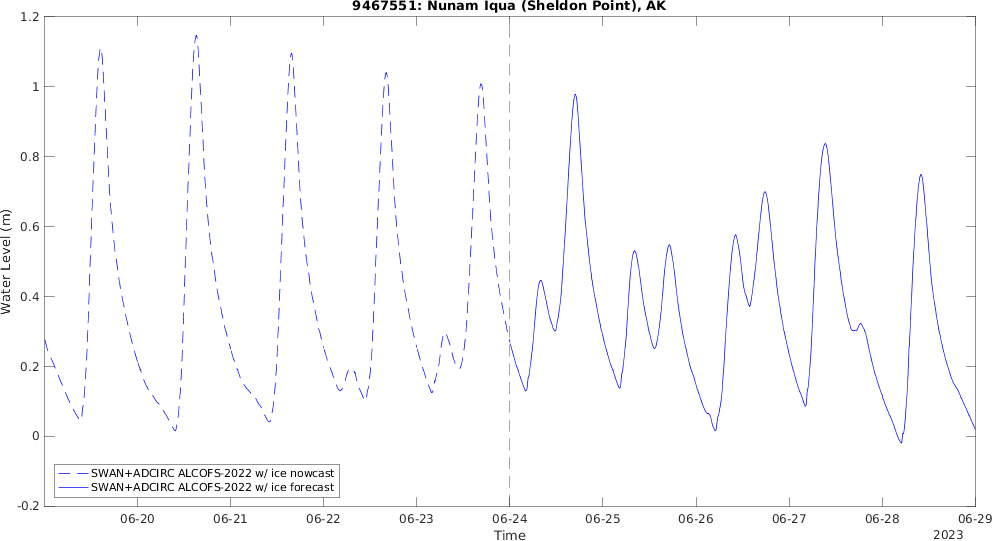 9467551: Nunam Iqua (Sheldon Point), AK
Water Level (m)
1.2
1
0.8
0.6
0.4
0.2
0
-0.2
SWAN+ADCIRC ALCOFS-2022 w/ ice nowcast
SWAN+ADCIRC ALCOFS-2022 w/ ice forecast
06-20 06-21 06-22 06-23 06-24 06-25 06-26 06-27 06-28 06-29
Time
2023